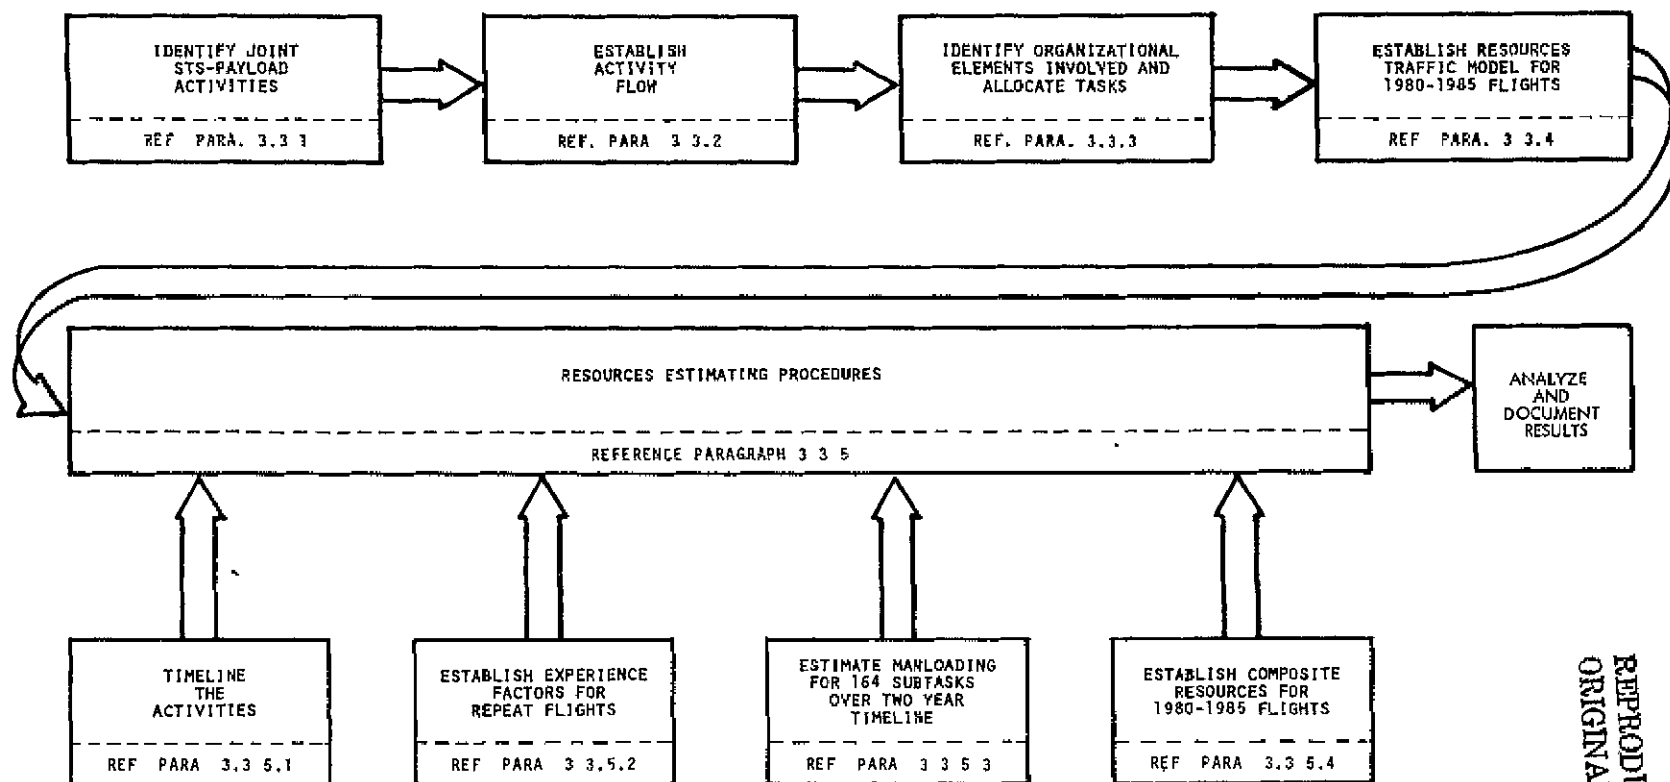 IDENTIFY JOINT
STS-PAYLOAD
ACTIVITIES
REF PARA. 3.3 1
ESTABLISH
ACTIVITY
FLOW
REF. PARA 3 3.2
IDENTIFY ORGANIZATIONAL
ELEMENTS INVOLVED AND
ALLOCATE TASKS
REF. PARA. 3.3.3
ESTABLISH RESOURCES
TRAFFIC MODEL FOR
1980-1985 FLIGHTS
REF PARA. 3 3.4
RESOURCES ESTIMATING PROCEDURES
REFERENCE PARAGRAPH 3 3 5
ANALYZE
AND
DOCUMENT
RESULTS
TIMELINE
THE
ACTIVITIES
REF PARA 3.3 5.1
ESTABLISH EXPERIENCE
FACTORS FOR
REPEAT FLIGHTS
REF PARA 3 3.5.2
ESTIMATE MANLOADING
FOR 164 SUBTASKS
OVER TWO YEAR
TIMELINE
REF PARA 3 3 5 3
ESTABLISH COMPOSITE
RESOURCES FOR
1980-1985 FLIGHTS
REF PARA 3.3 5.4